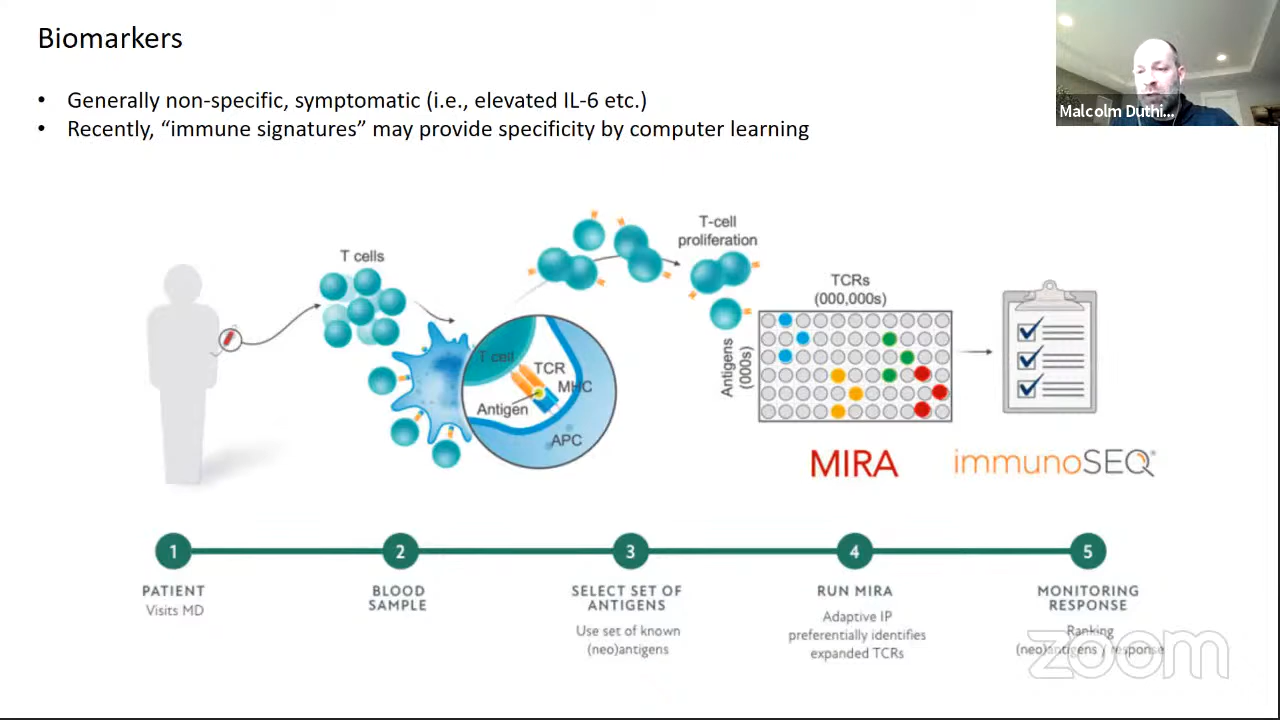 Biomarkers
Malcolm Duthi...
• Generally non-specific, symptomatic (i.e., elevated IL-6 etc.)
• Recently, “immune signatures” may provide specificity by computer learning
T cells
T-cell
proliferation
TCRs
(000,000s)
Antigens
(000s)
T cell
TCR
MHC
Antigen
APC
MIRA
immunoSEQ®
1
2
3
4
5
PATIENT
Visits MD
BLOOD
SAMPLE
SELECT SET OF
ANTIGENS
Use set of known
(neo)antigens
RUN MIRA
Adaptive IP
preferentially identifies
expanded TCRs
MONITORING
RESPONSE
Ranking
(neo)antigens / response
zoom